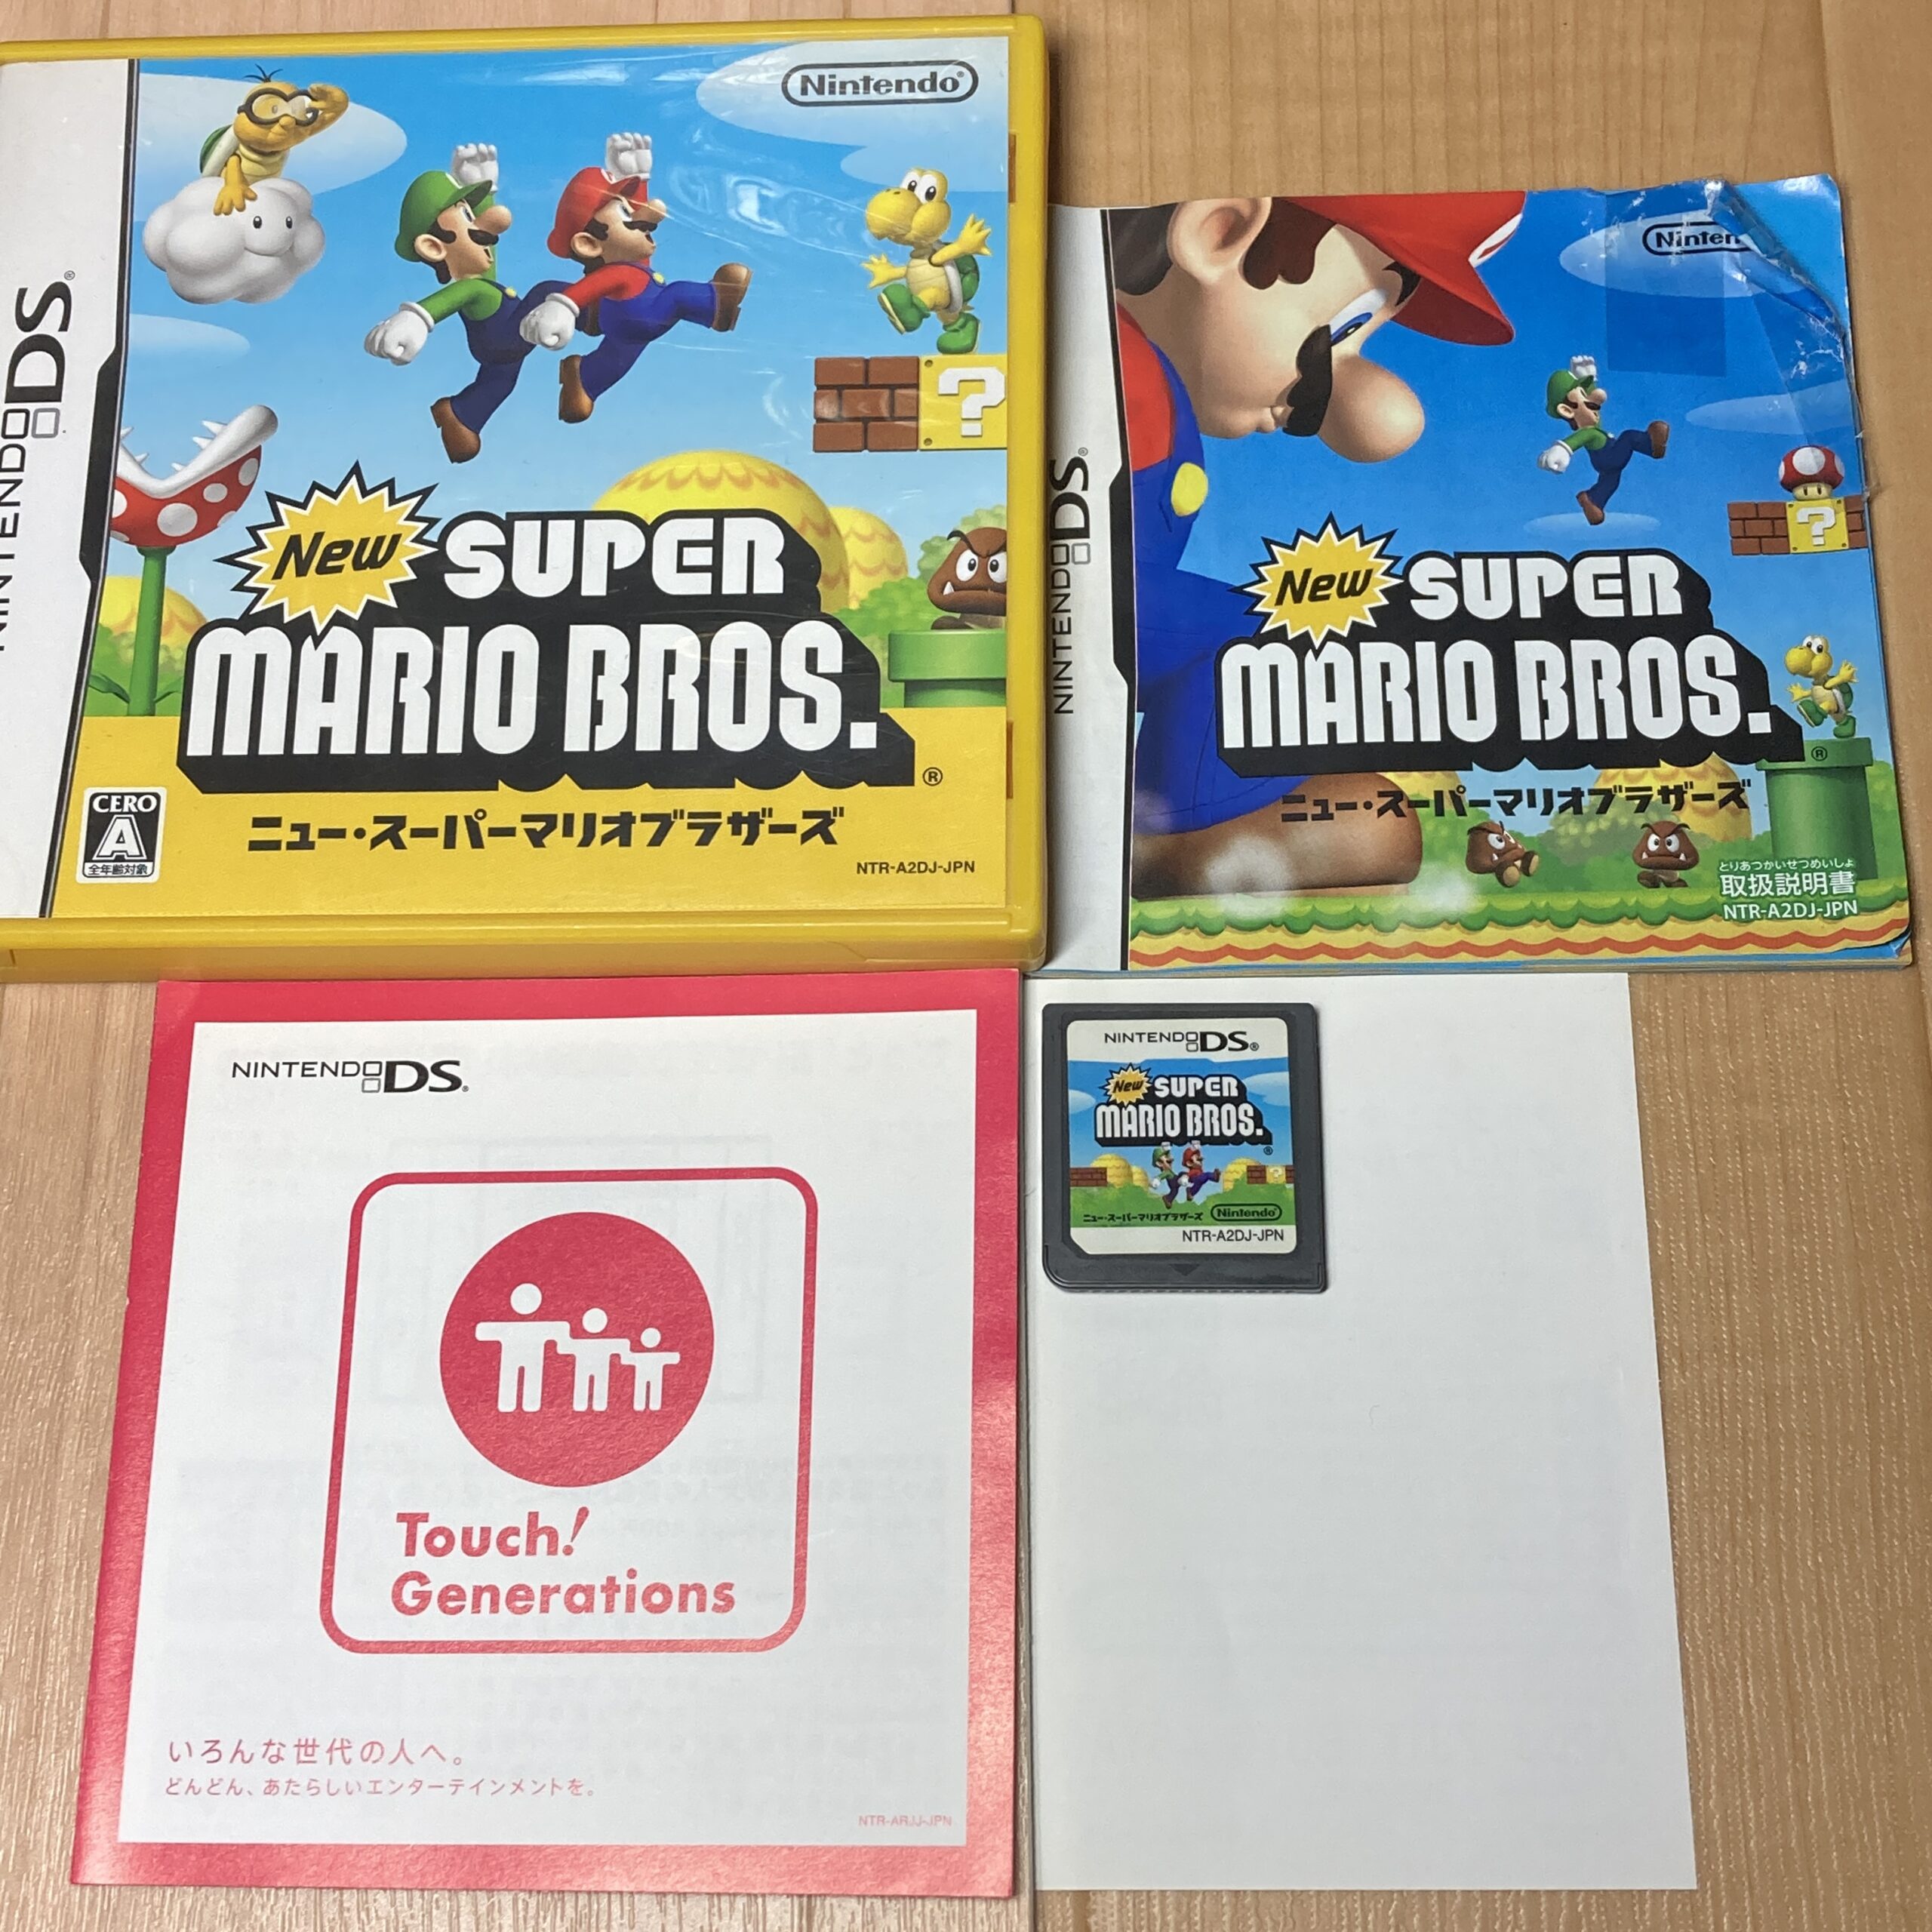 Nintendo®
NINTENDO DS®
New SUPER
MARIO BROS.®
CERO
A
全年齢対象
ニュー・スーパーマリオブラザーズ
NTR-A2DJ-JPN
Ninten
NINTENDO DS®
New SUPER
MARIO BROS.®
ニュー・スーパーマリオブラザーズ
とりあつかいせつめいしょ
取扱説明書
NTR-A2DJ-JPN
NINTENDO DS®
Touch!
Generations
いろんな世代の人へ。
どんどん、あたらしいエンターテインメントを。
NTR-ARJJ-JPN
NINTENDO DS®
New SUPER
MARIO BROS.®
ニュー・スーパーマリオブラザーズ
Nintendo®
NTR-A2DJ-JPN